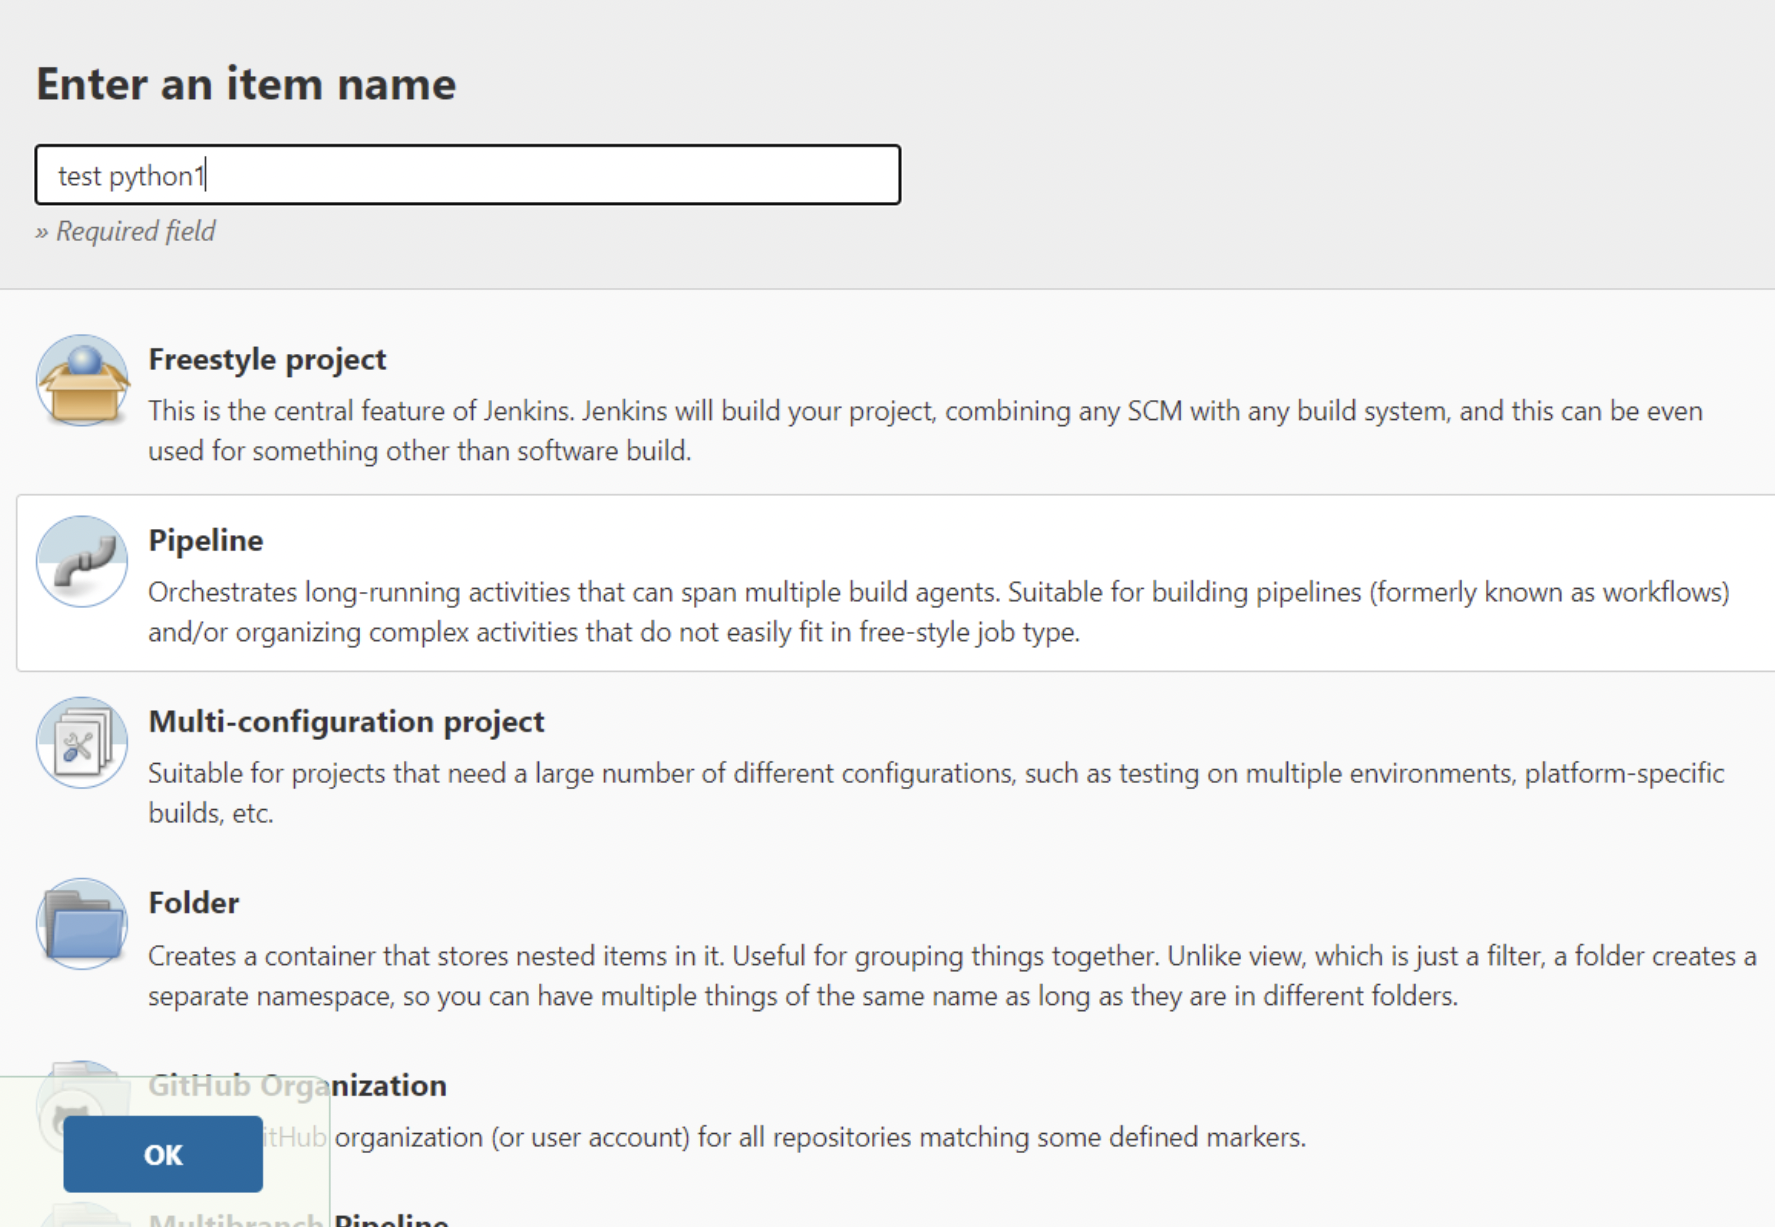 Enter an item name
test python1
» Required field
Freestyle project
This is the central feature of Jenkins. Jenkins will build your project, combining any SCM with any build system, and this can be even
used for something other than software build.
Pipeline
Orchestrates long-running activities that can span multiple build agents. Suitable for building pipelines (formerly known as workflows)
and/or organizing complex activities that do not easily fit in free-style job type.
Multi-configuration project
Suitable for projects that need a large number of different configurations, such as testing on multiple environments, platform-specific
builds, etc.
Folder
Creates a container that stores nested items in it. Useful for grouping things together. Unlike view, which is just a filter, a folder creates a
separate namespace, so you can have multiple things of the same name as long as they are in different folders.
GitHub Organization
itHub organization (or user account) for all repositories matching some defined markers.
OK
Multibranch Pipeline